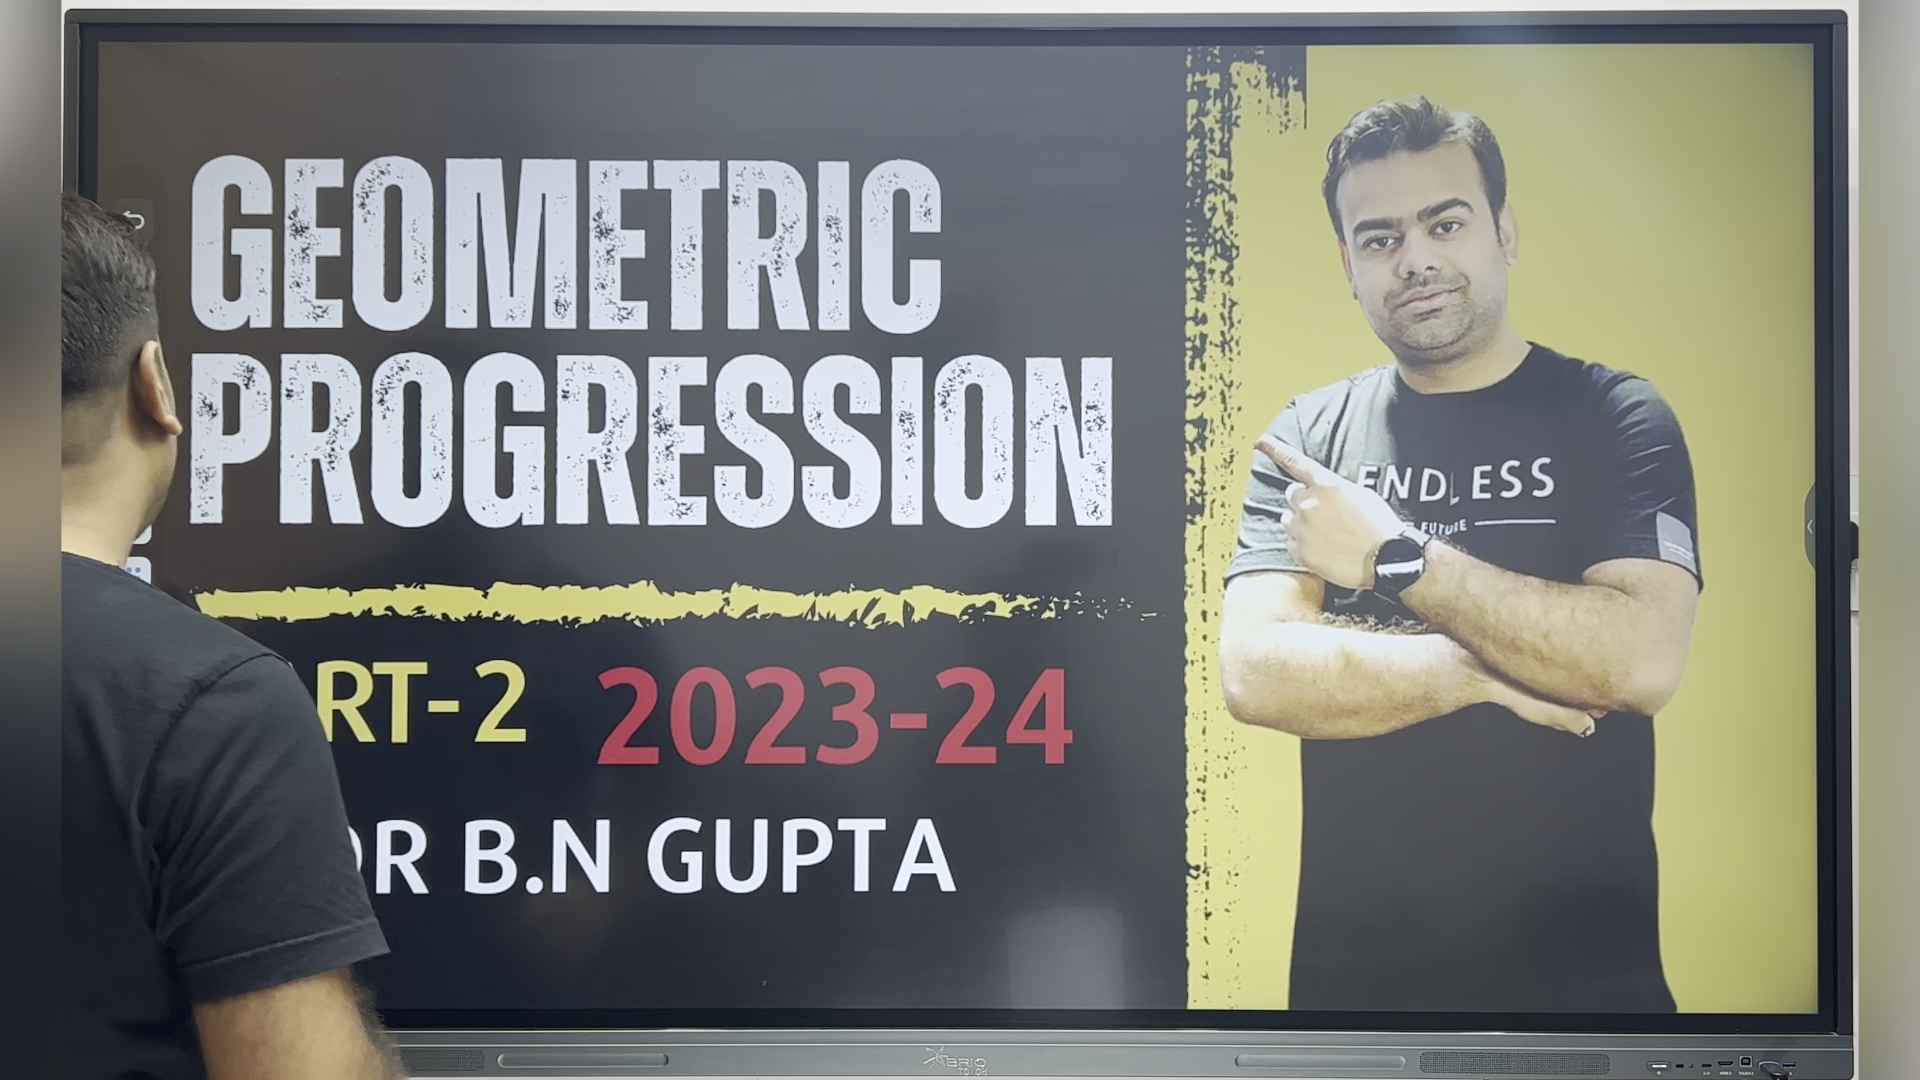 GEOMETRIC
PROGRESSION
RT-2 2023-24
R B.N GUPTA
ENDLESS
FUTURE